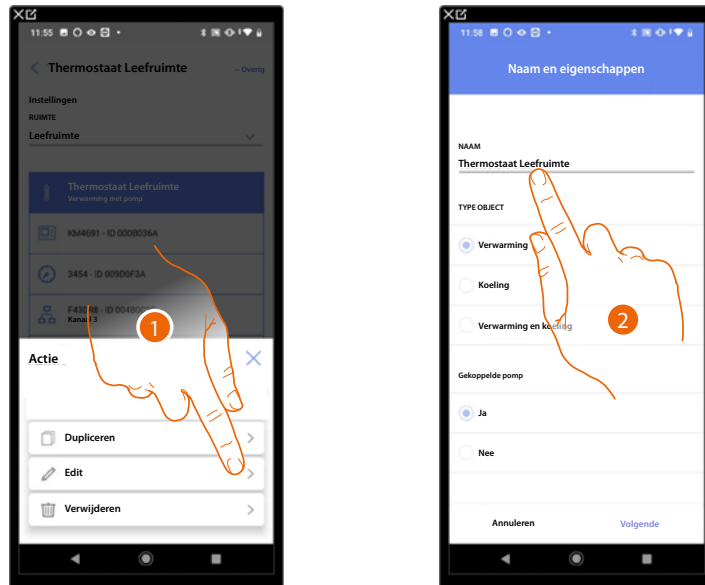 11:55
Thermostaat Leefruimte
– Overig
Instellingen
RUIMTE
Leefruimte
Thermostaat Leefruimte
Verwarming met pomp
KM4691 - ID 000B036A
3454 - ID 009D0F3A
F430R8 - ID
Kanaal 3
1
Actie
Dupliceren
Edit
Verwijderen
11:58
Naam en eigenschappen
NAAM
Thermostaat Leefruimte
TYPE OBJECT
Verwarming
Koeling
Verwarming en koeling
2
Gekoppelde pomp
Ja
Nee
Annuleren
Volgende